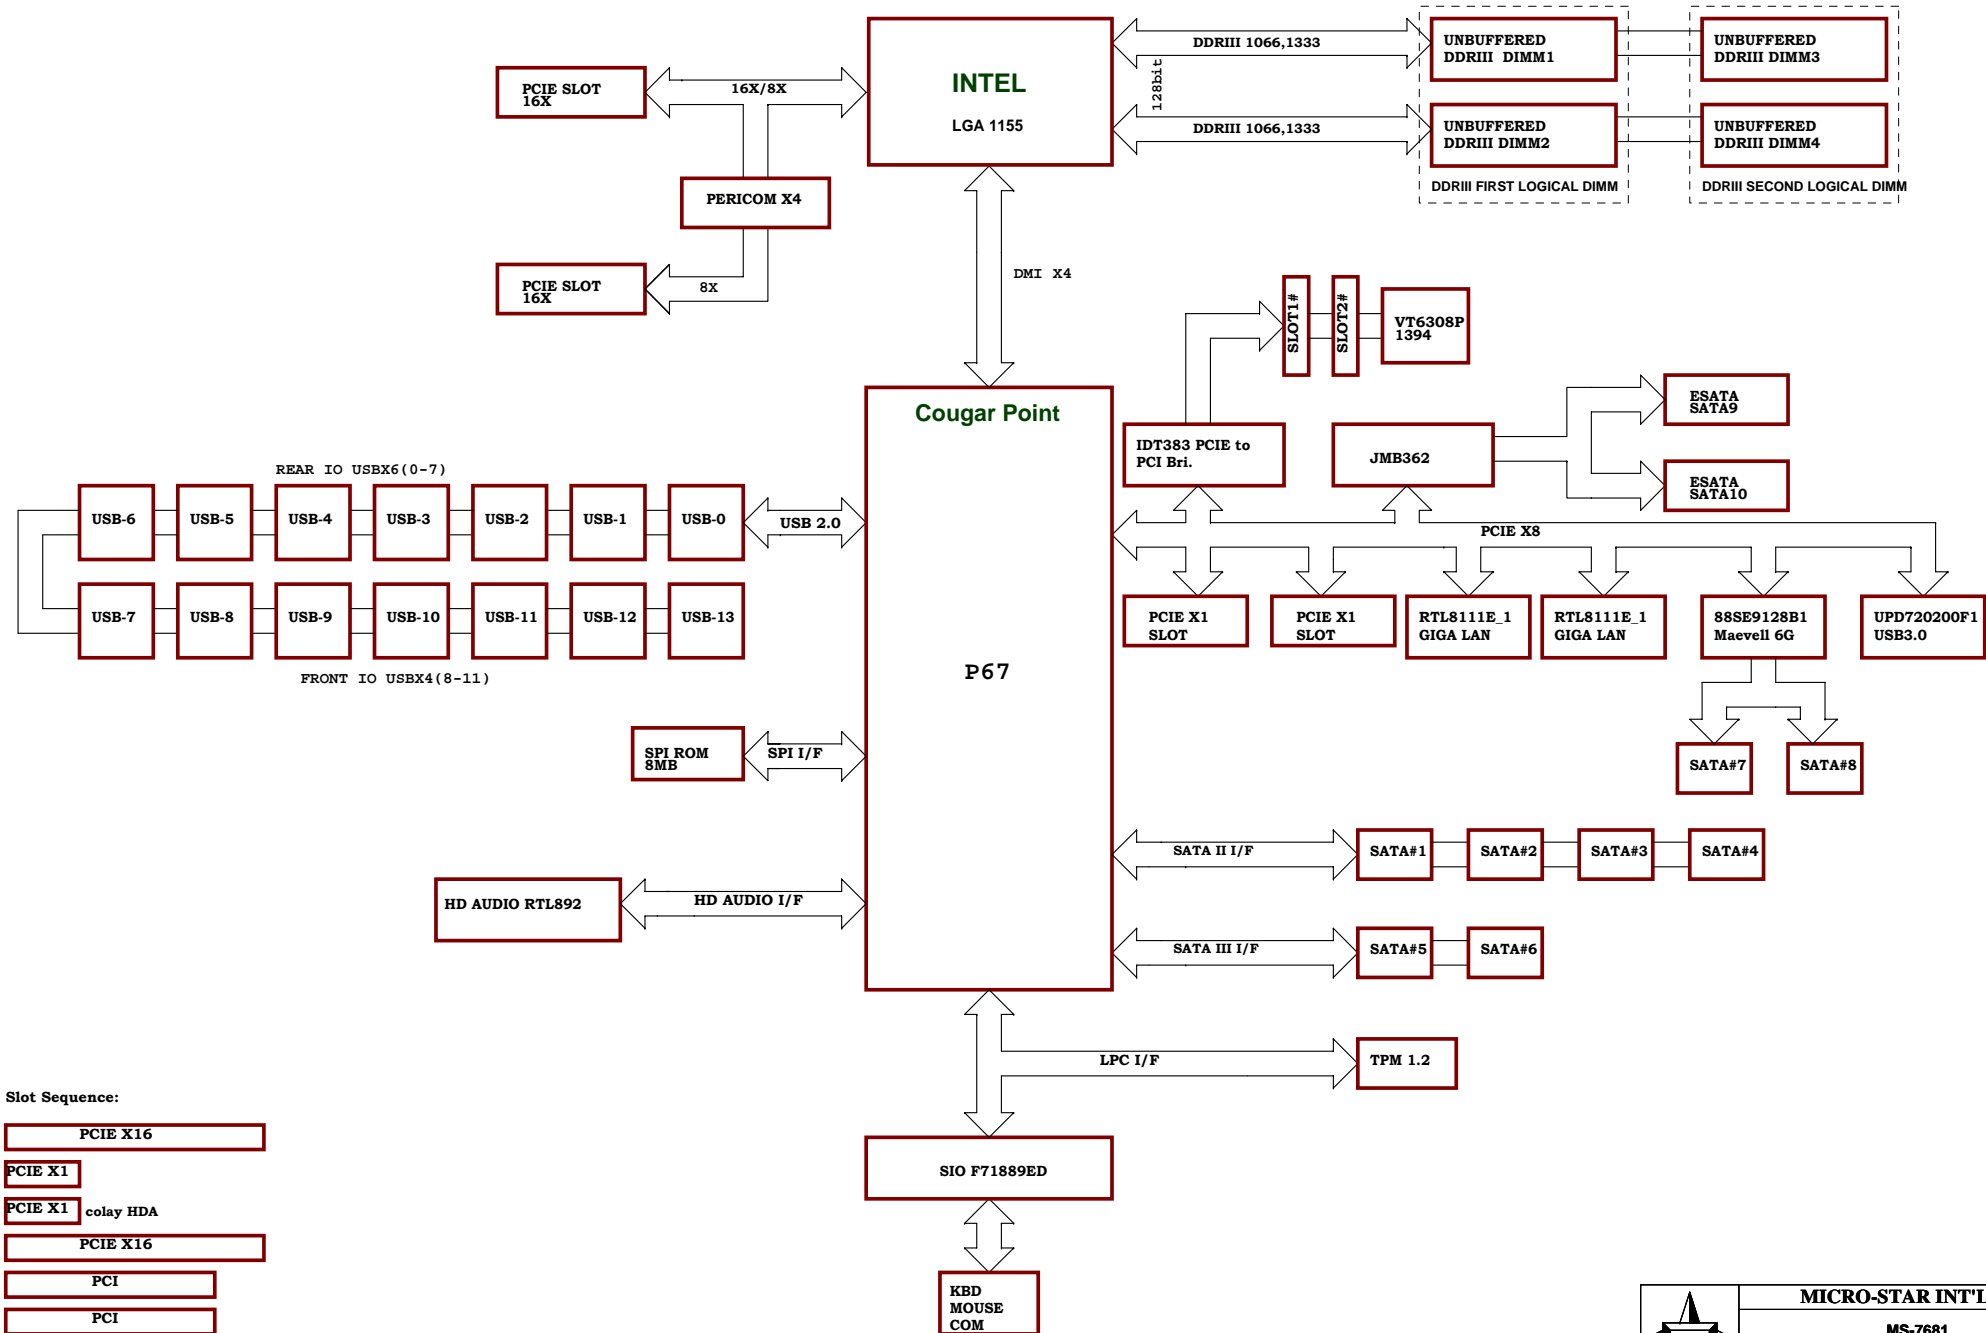 INTEL
LGA 1155
PCIE SLOT
16X
16X/8X
PERICOM X4
PCIE SLOT
16X
8X
DDRIII 1066,1333
128bit
DDRIII 1066,1333
UNBUFFERED
DDRIII DIMM1
UNBUFFERED
DDRIII DIMM3
UNBUFFERED
DDRIII DIMM2
UNBUFFERED
DDRIII DIMM4
DDRIII FIRST LOGICAL DIMM
DDRIII SECOND LOGICAL DIMM
DMI X4
SLOT1#
SLOT2#
VT6308P
1394
Cougar Point
P67
IDT383 PCIE to
PCI Bri.
JMB362
ESATA
SATA9
ESATA
SATA10
REAR IO USBX6(0-7)
USB-6
USB-5
USB-4
USB-3
USB-2
USB-1
USB-0
USB 2.0
USB-7
USB-8
USB-9
USB-10
USB-11
USB-12
USB-13
FRONT IO USBX4(8-11)
PCIE X8
PCIE X1
SLOT
PCIE X1
SLOT
RTL8111E_1
GIGA LAN
RTL8111E_1
GIGA LAN
88SE9128B1
Maevell 6G
UPD720200F1
USB3.0
SATA#7
SATA#8
SPI ROM
8MB
SPI I/F
SATA II I/F
SATA#1
SATA#2
SATA#3
SATA#4
HD AUDIO RTL892
HD AUDIO I/F
SATA III I/F
SATA#5
SATA#6
LPC I/F
TPM 1.2
SIO F71889ED
KBD
MOUSE
COM
Slot Sequence:
PCIE X16
PCIE X1
PCIE X1
colay HDA
PCIE X16
PCI
PCI
MICRO-STAR INT'L
MS-7681